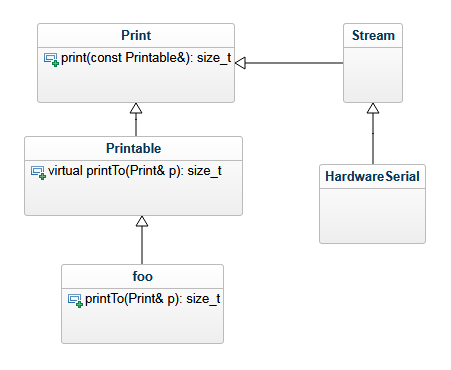 Print
print(const Printable&): size_t
Stream
Printable
virtual printTo(Print& p): size_t
HardwareSerial
foo
printTo(Print& p): size_t